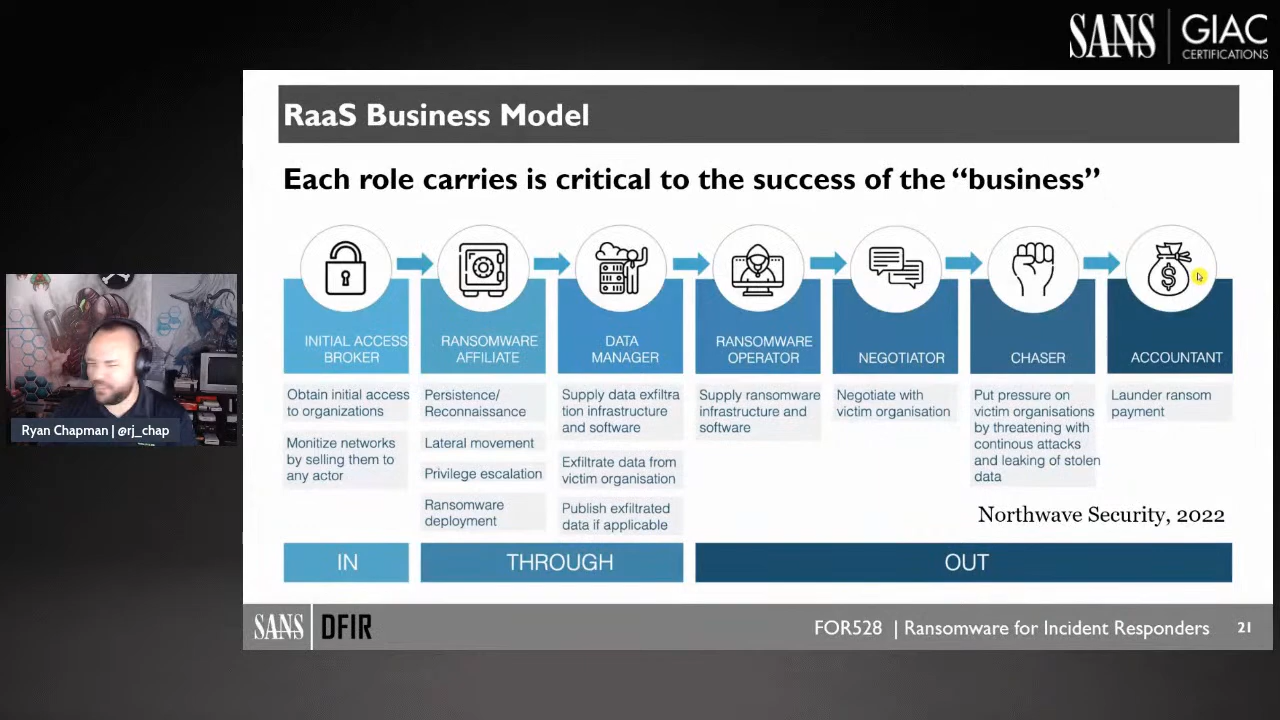 SANS
GIAC
CERTIFICATIONS
RaaS Business Model
Each role carries is critical to the success of the “business”
INITIAL ACCESS
BROKER
Obtain initial access
to organizations
Monitize networks
by selling them to
any actor
RANSOMWARE
AFFILIATE
Persistence/
Reconnaissance
Lateral movement
Privilege escalation
Ransomware
deployment
DATA
MANAGER
Supply data exfiltra
tion infrastructure
and software
Exfiltrate data from
victim organisation
Publish exfiltrated
data if applicable
RANSOMWARE
OPERATOR
Supply ransomware
infrastructure and
software
NEGOTIATOR
Negotiate with
victim organisation
CHASER
Put pressure on
victim organisations
by threatening with
continous attacks
and leaking of stolen
data
ACCOUNTANT
$
Launder ransom
payment
Northwave Security, 2022
IN
THROUGH
OUT
Ryan Chapman | @rj_chap
SANS DFIR
FOR528 | Ransomware for Incident Responders 21